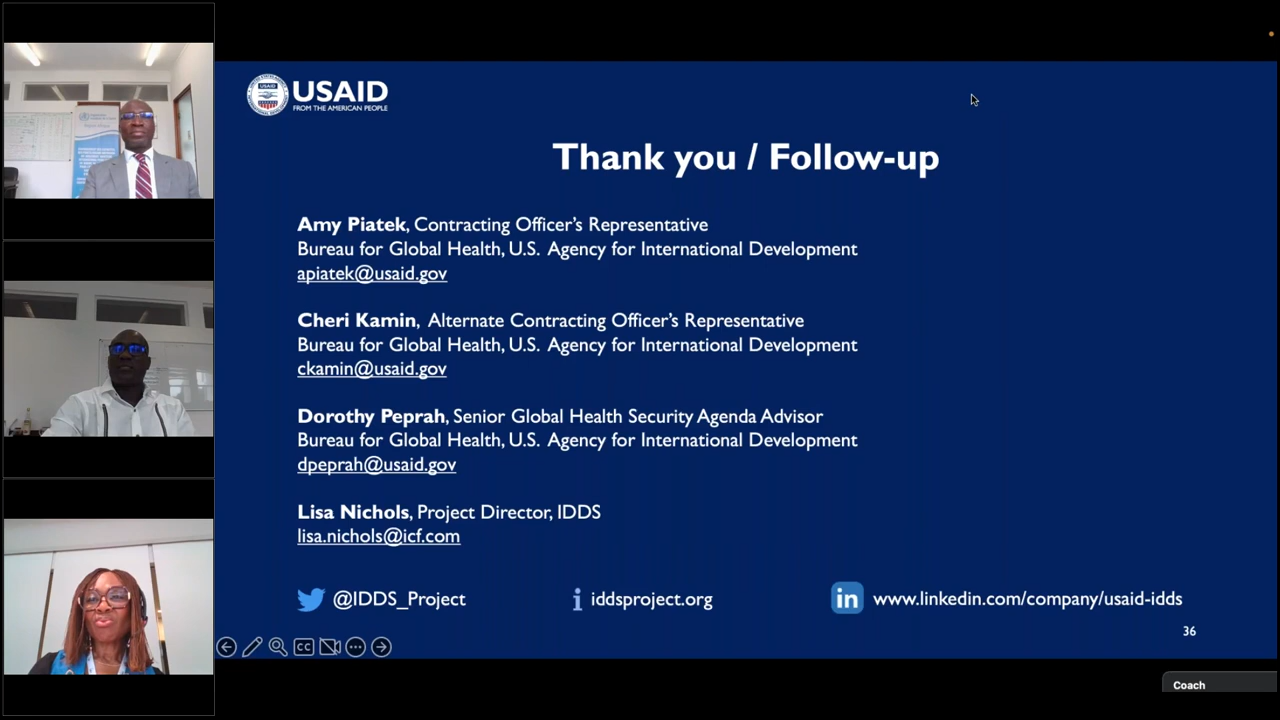 USAID
FROM THE AMERICAN PEOPLE
Thank you / Follow-up
Amy Piatek, Contracting Officer's Representative
Bureau for Global Health, U.S. Agency for International Development
apiatek@usaid.gov
Cheri Kamin, Alternate Contracting Officer's Representative
Bureau for Global Health, U.S. Agency for International Development
ckamin@usaid.gov
Dorothy Peprah, Senior Global Health Security Agenda Advisor
Bureau for Global Health, U.S. Agency for International Development
dpeprah@usaid.gov
Lisa Nichols, Project Director, IDDS
lisa.nichols@icf.com
@IDDS_Project
iddsproject.org
in www.linkedin.com/company/usaid-idds
36
CC
Coach